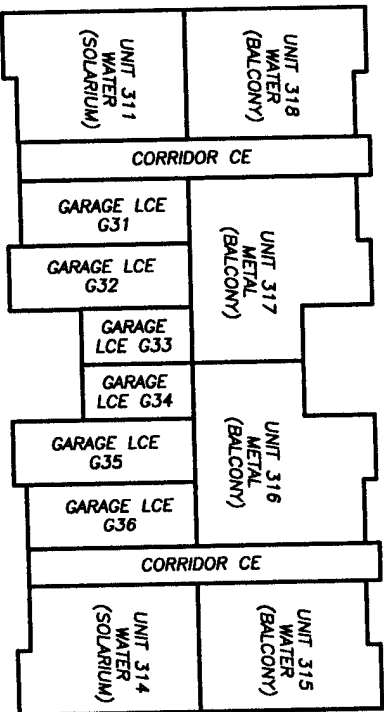 UNIT 311
WATER
(SOLARIUM)
UNIT 318
WATER
(BALCONY)
CORRIDOR CE
GARAGE LCE
G31
GARAGE LCE
G32
GARAGE
LCE G33
UNIT 317
METAL
(BALCONY)
GARAGE
LCE G34
GARAGE LCE
G35
GARAGE LCE
G36
UNIT 316
METAL
(BALCONY)
CORRIDOR CE
UNIT 314
WATER
(SOLARIUM)
UNIT 315
WATER
(BALCONY)